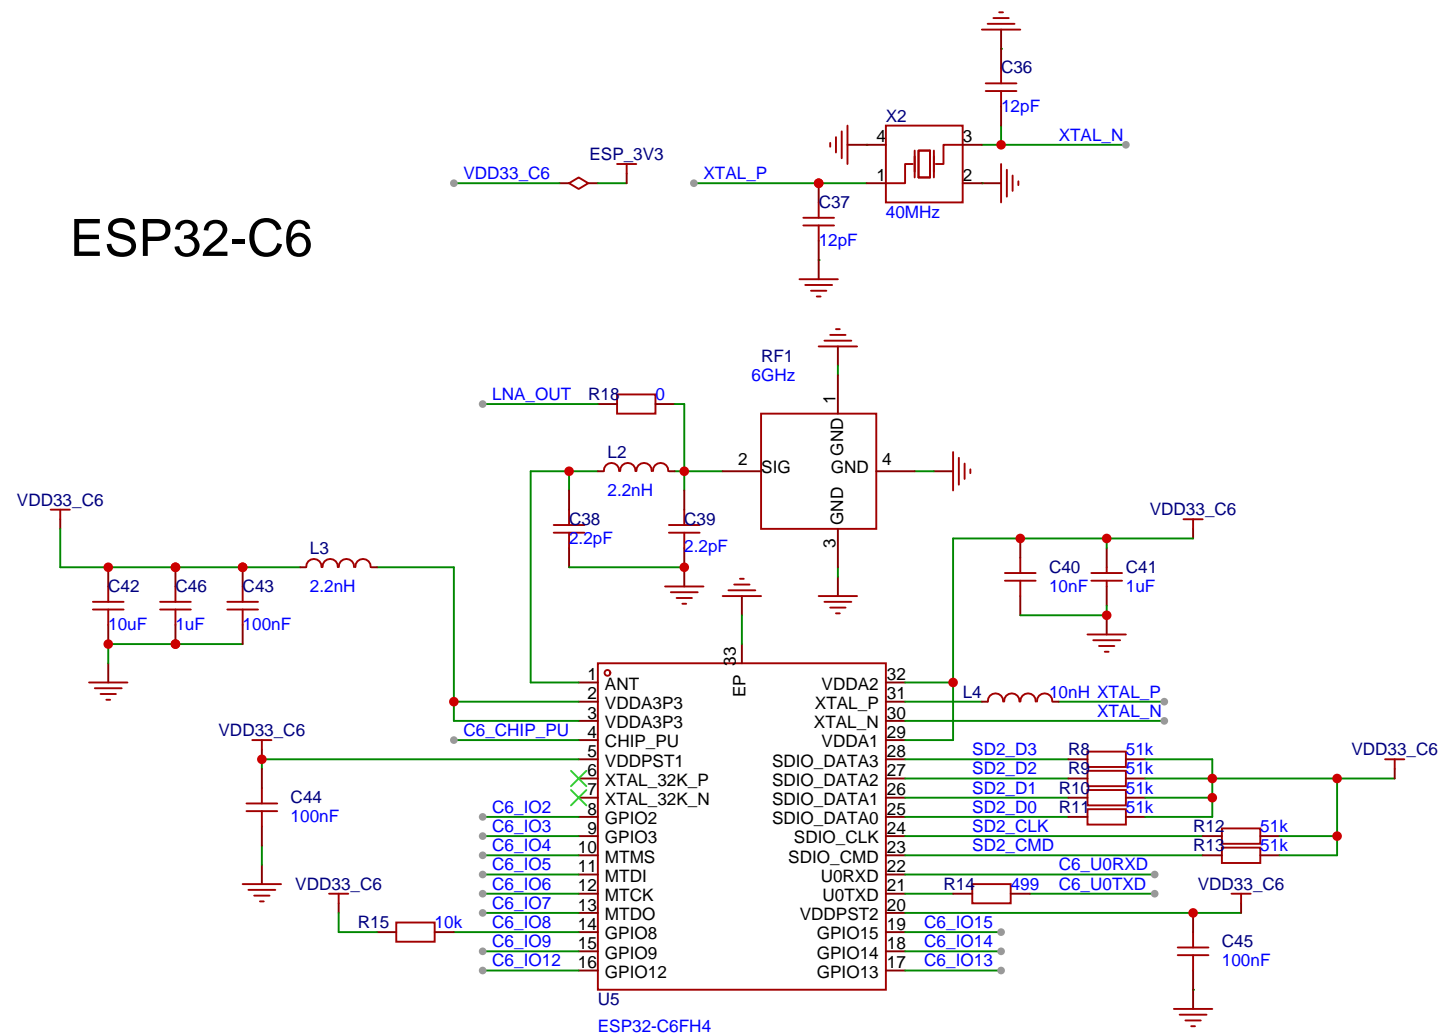 C36
12pF
X2
4
3
XTAL_N
ESP_3V3
VDD33_C6
XTAL_P
1
2
C37
40MHz
12pF
ESP32-C6
RF1
6GHz
LNA_OUT
R18
0
1
GND
L2
2
SIG
GND
4
2.2nH
VDD33_C6
C38
2.2pF
C39
2.2pF
GND
3
VDD33_C6
L3
2.2nH
C42
10uF
C46
1uF
C43
100nF
C40
10nF
C41
1uF
33
EP
1
ANT
2
VDDA3P3
3
VDDA3P3
C6_CHIP_PU
4
CHIP_PU
VDD33_C6
5
VDDPST1
6
XTAL_32K_P
7
XTAL_32K_N
C44
100nF
C6_IO2
8
GPIO2
C6_IO3
9
GPIO3
C6_IO4
10
MTMS
C6_IO5
11
MTDI
C6_IO6
12
MTCK
C6_IO7
13
MTDO
VDD33_C6
R15
10k
C6_IO8
14
GPIO8
C6_IO9
15
GPIO9
C6_IO12
16
GPIO12
VDDA2
32
XTAL_P
31
L4
10nH
XTAL_P
XTAL_N
30
XTAL_N
VDDA1
29
SDIO_DATA3
28
SD2_D3
R8
51k
VDD33_C6
SDIO_DATA2
27
SD2_D2
R9
51k
SDIO_DATA1
26
SD2_D1
R10
51k
SDIO_DATA0
25
SD2_D0
R11
51k
SDIO_CLK
24
SD2_CLK
R12
51k
SDIO_CMD
23
SD2_CMD
R13
51k
U0RXD
22
C6_U0RXD
U0TXD
21
R14
499
C6_U0TXD
VDD33_C6
VDDPST2
20
GPIO15
19
C6_IO15
GPIO14
18
C6_IO14
GPIO13
17
C6_IO13
C45
100nF
U5
ESP32-C6FH4